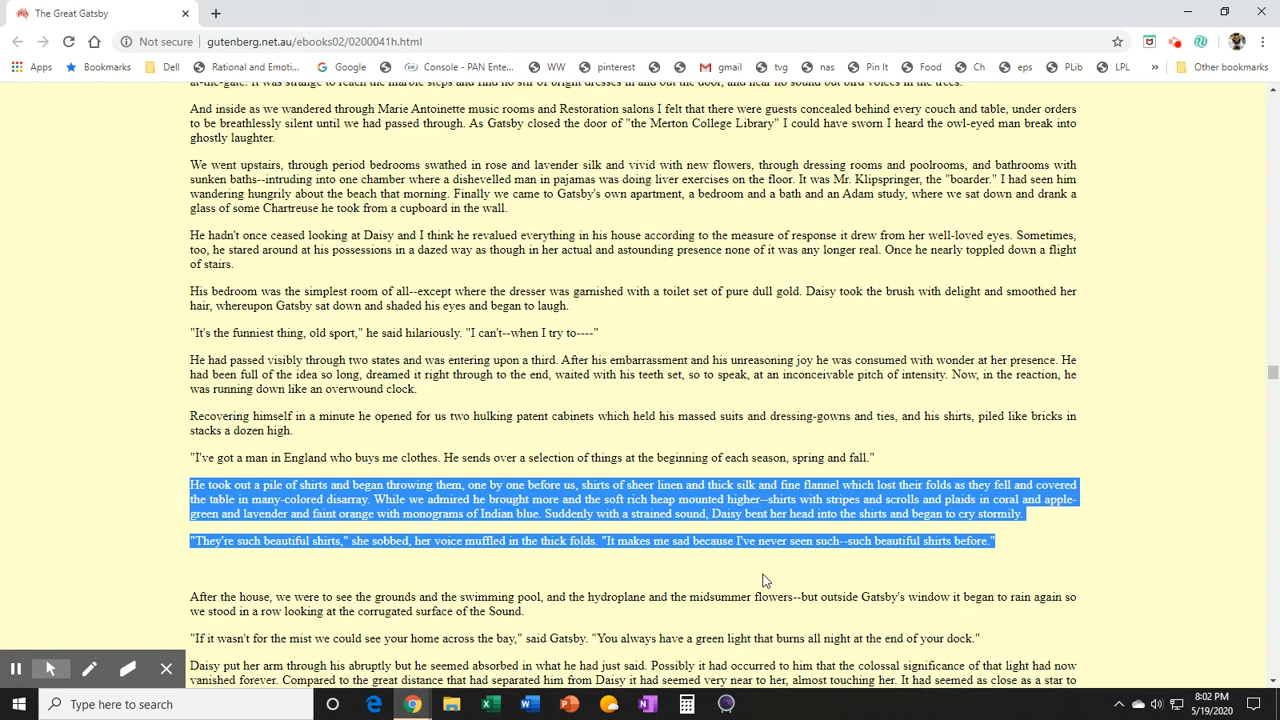 The Great Gatsby
Not secure | gutenberg.net.au/ebooks02/0200041h.html
Apps Bookmarks Dell Rational and Emotі... Google Console - PAN Ente... WW pinterest gmail tvg nas Pin It Food Ch eps PLib LPL » Other bookmarks
at-the-gate. It was strange to reach the marble steps and find no stir of bright dresses in and out the door, and hear no sound but bird voices in the trees.
And inside as we wandered through Marie Antoinette music rooms and Restoration salons I felt that there were guests concealed behind every couch and table, under orders
to be breathlessly silent until we had passed through. As Gatsby closed the door of "the Merton College Library" I could have sworn I heard the owl-eyed man break into
ghostly laughter.
We went upstairs, through period bedrooms swathed in rose and lavender silk and vivid with new flowers, through dressing rooms and poolrooms, and bathrooms with
sunken baths--intruding into one chamber where a dishevelled man in pajamas was doing liver exercises on the floor. It was Mr. Klipspringer, the "boarder." I had seen him
wandering hungrily about the beach that morning. Finally we came to Gatsby's own apartment, a bedroom and a bath and an Adam study, where we sat down and drank a
glass of some Chartreuse he took from a cupboard in the wall.
He hadn't once ceased looking at Daisy and I think he revalued everything in his house according to the measure of response it drew from her well-loved eyes. Sometimes,
too, he stared around at his possessions in a dazed way as though in her actual and astounding presence none of it was any longer real. Once he nearly toppled down a flight
of stairs.
His bedroom was the simplest room of all--except where the dresser was garnished with a toilet set of pure dull gold. Daisy took the brush with delight and smoothed her
hair, whereupon Gatsby sat down and shaded his eyes and began to laugh.
"It's the funniest thing, old sport," he said hilariously. "I can't--when I try to----"
He had passed visibly through two states and was entering upon a third. After his embarrassment and his unreasoning joy he was consumed with wonder at her presence. He
had been full of the idea so long, dreamed it right through to the end, waited with his teeth set, so to speak, at an inconceivable pitch of intensity. Now, in the reaction, he
was running down like an overwound clock.
Recovering himself in a minute he opened for us two hulking patent cabinets which held his massed suits and dressing-gowns and ties, and his shirts, piled like bricks in
stacks a dozen high.
"I've got a man in England who buys me clothes. He sends over a selection of things at the beginning of each season, spring and fall."
He took out a pile of shirts and began throwing them, one by one before us, shirts of sheer linen and thick silk and fine flannel which lost their folds as they fell and covered
the table in many-colored disarray. While we admired he brought more and the soft rich heap mounted higher--shirts with stripes and scrolls and plaids in coral and apple-
green and lavender and faint orange with monograms of Indian blue. Suddenly with a strained sound, Daisy bent her head into the shirts and began to cry stormily.
"They're such beautiful shirts," she sobbed, her voice muffled in the thick folds. "It makes me sad because I've never seen such--such beautiful shirts before."
After the house, we were to see the grounds and the swimming pool, and the hydroplane and the midsummer flowers--but outside Gatsby's window it began to rain again so
we stood in a row looking at the corrugated surface of the Sound.
"If it wasn't for the mist we could see your home across the bay," said Gatsby. "You always have a green light that burns all night at the end of your dock."
Daisy put her arm through his abruptly but he seemed absorbed in what he had just said. Possibly it had occurred to him that the colossal significance of that light had now
vanished forever. Compared to the great distance that had separated him from Daisy it had seemed very near to her, almost touching her. It had seemed as close as a star to
Type here to search
8:02 PM
5/19/2020